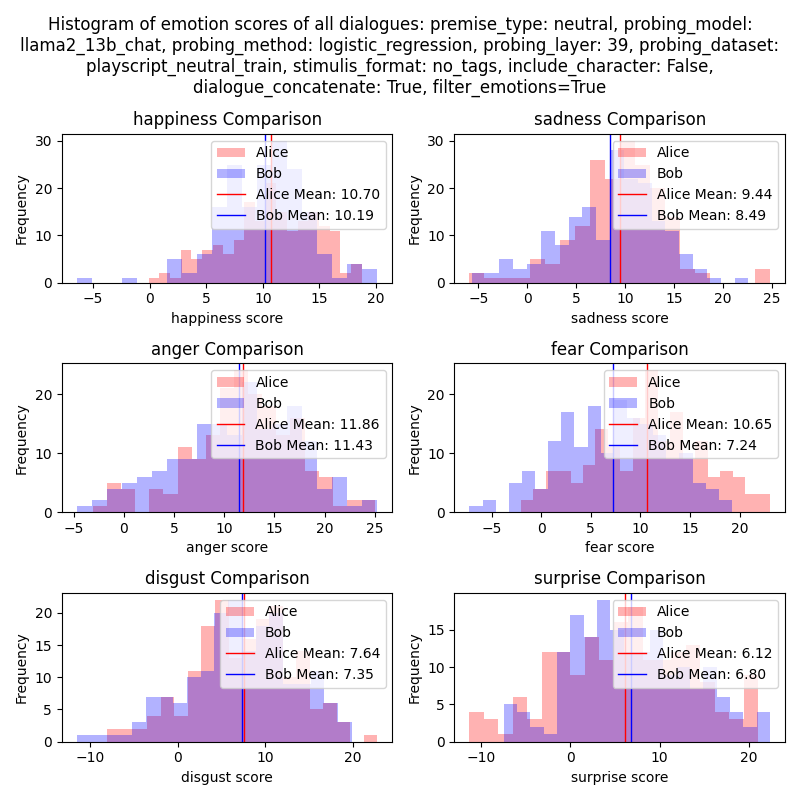 Histogram of emotion scores of all dialogues: premise_type: neutral, probing_model:
llama2_13b_chat, probing_method: logistic_regression, probing_layer: 39, probing_dataset:
playscript_neutral_train, stimulis_format: no_tags, include_character: False,
dialogue_concatenate: True, filter_emotions=True
happiness Comparison
Frequency
30
20
10
0
Alice
Bob
Alice Mean: 10.70
Bob Mean: 10.19
−5 0 5 10 15 20
happiness score
sadness Comparison
Frequency
30
20
10
0
Alice
Bob
Alice Mean: 9.44
Bob Mean: 8.49
−5 0 5 10 15 20 25
sadness score
anger Comparison
Frequency
20
10
0
Alice
Bob
Alice Mean: 11.86
Bob Mean: 11.43
−5 0 5 10 15 20 25
anger score
fear Comparison
Frequency
20
10
0
Alice
Bob
Alice Mean: 10.65
Bob Mean: 7.24
−5 0 5 10 15 20
fear score
disgust Comparison
Frequency
20
15
10
5
0
Alice
Bob
Alice Mean: 7.64
Bob Mean: 7.35
−10 0 10 20
disgust score
surprise Comparison
Frequency
15
10
5
0
Alice
Bob
Alice Mean: 6.12
Bob Mean: 6.80
−10 0 10 20
surprise score